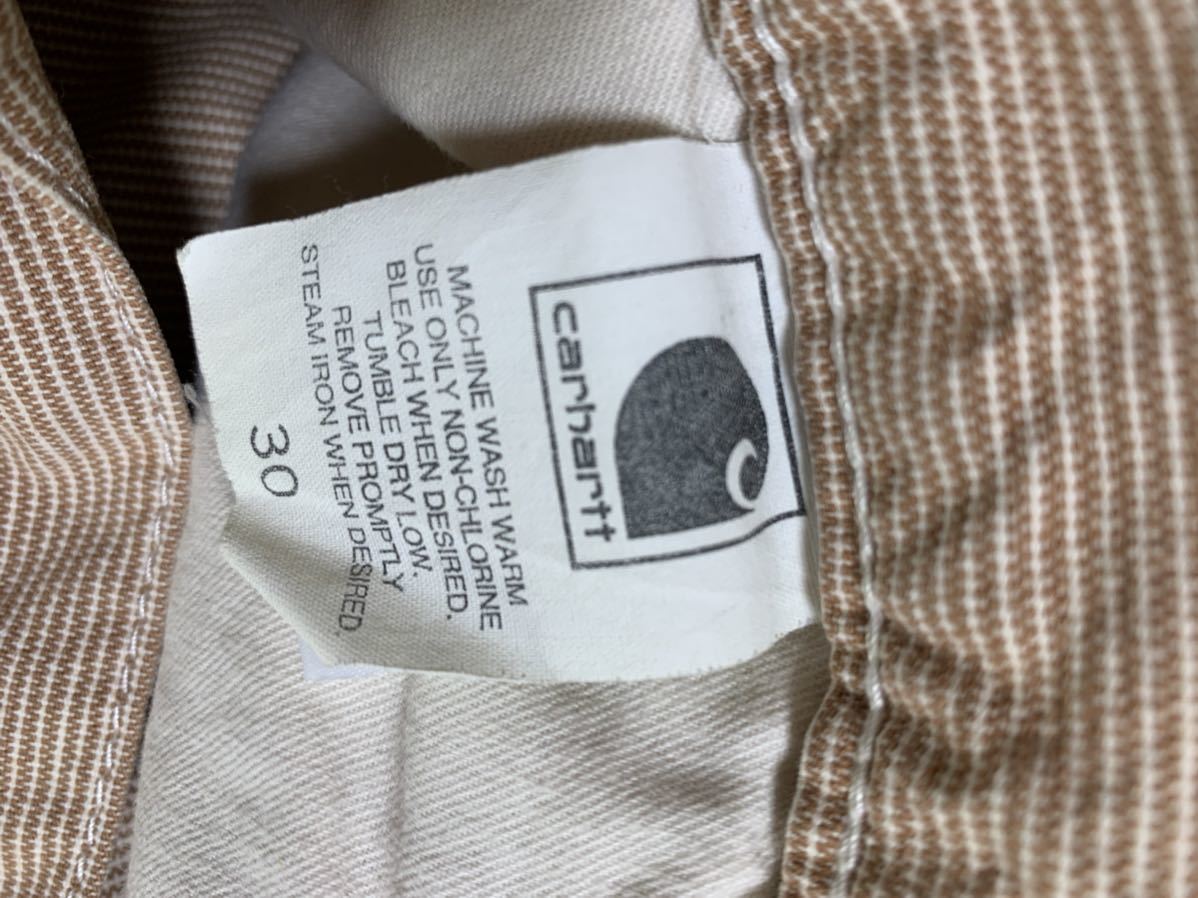 carhartt
MACHINE WASH WARM
USE ONLY NON-CHLORINE
BLEACH WHEN DESIRED.
TUMBLE DRY LOW.
REMOVE PROMPTLY
STEAM IRON WHEN DESIRED.
30